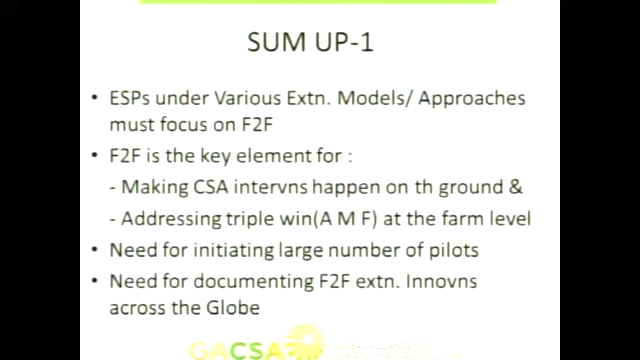 SUM UP-1
• ESPs under Various Extn. Models/ Approaches
must focus on F2F
• F2F is the key element for :
- Making CSA intervns happen on th ground &
- Addressing triple win(A M F) at the farm level
• Need for initiating large number of pilots
• Need for documenting F2F extn. Innovns
across the Globe
GACSA